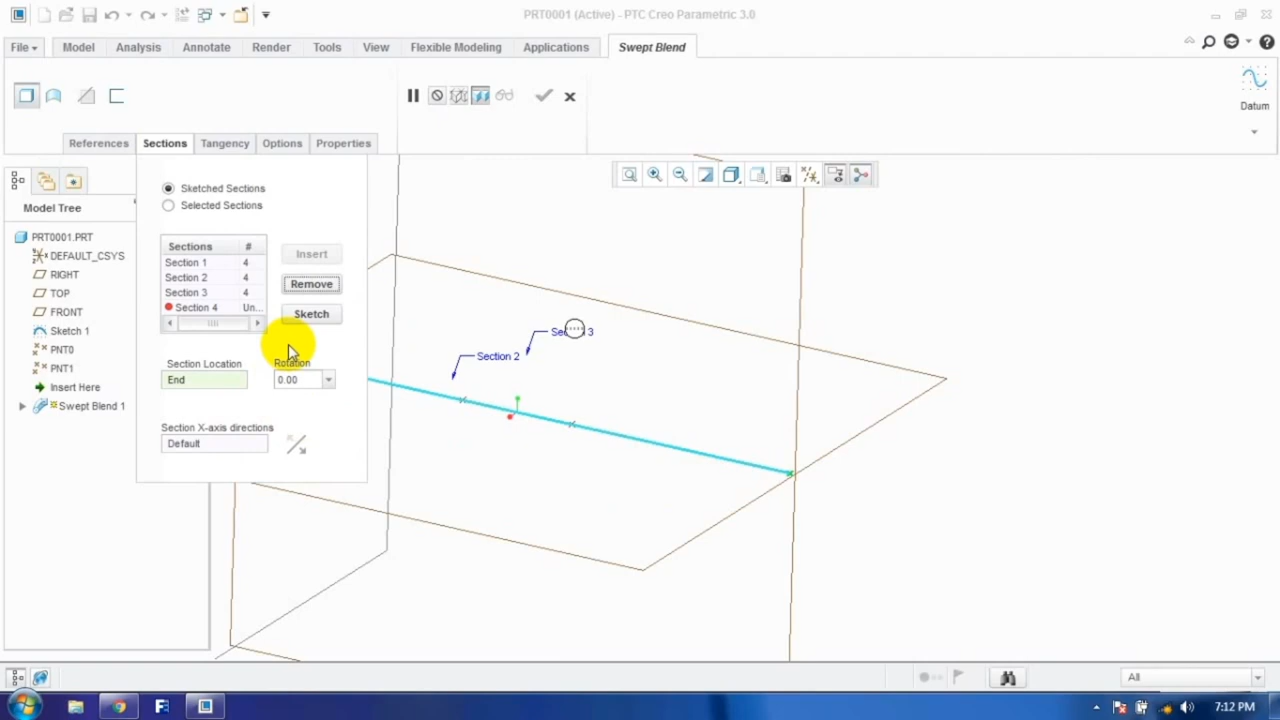 PRT0001 (Active) - PTC Creo Parametric 3.0
File Model Analysis Annotate Render Tools View Flexible Modeling Applications Swept Blend
Datum
References Sections Tangency Options Properties
Sketched Sections
Selected Sections
Model Tree
PRT0001.PRT
DEFAULT_CSYS
RIGHT
TOP
FRONT
Sketch 1
PNT0
PNT1
Insert Here
Swept Blend 1
Sections #
Section 1 4
Section 2 4
Section 3 4
Section 4 Un...
Insert
Remove
Sketch
Section Location
End
Rotation
0.00
Section X-axis directions
Default
Section 2
3
All
7:12 PM